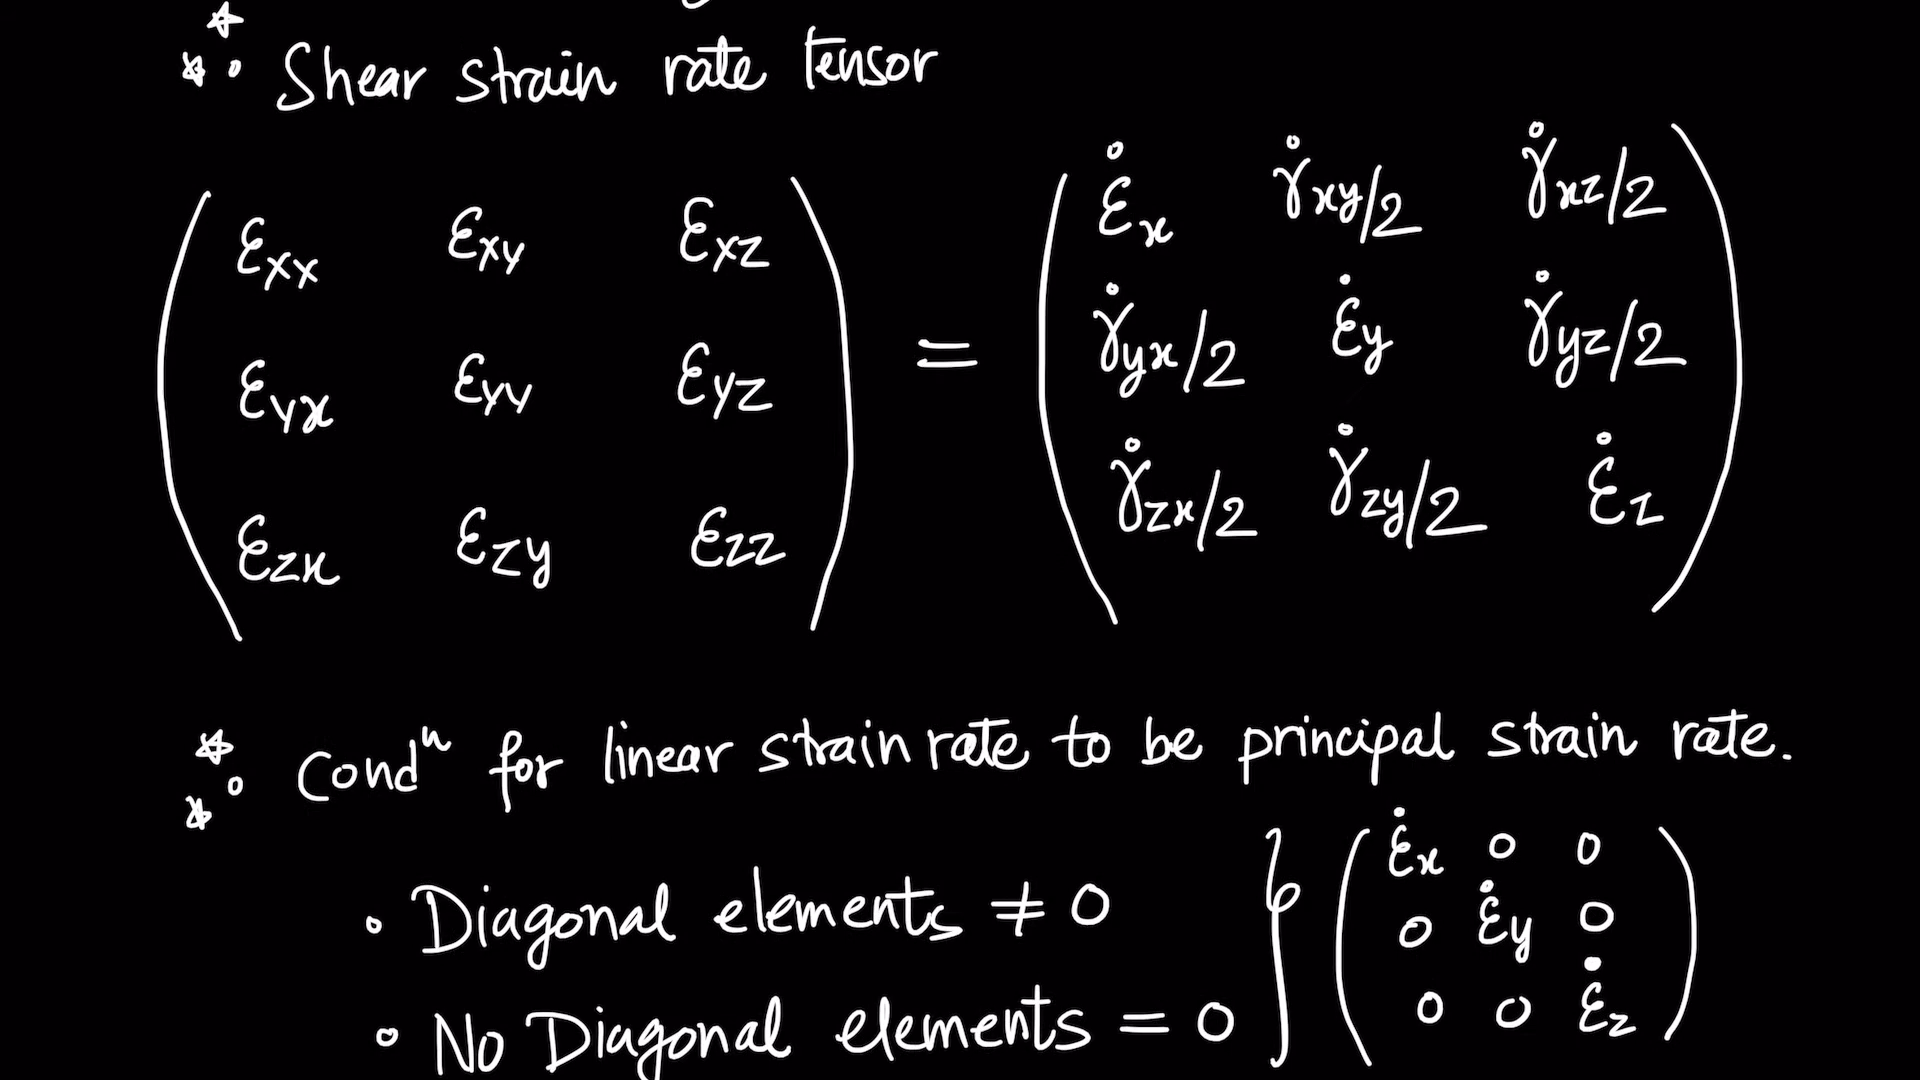 Shear strain rate tensor
εxx εxy εxz
εyx εyy εyz
εzx εzy εzz
=
ε̇x γ̇xy/2 γ̇xz/2
γ̇yx/2 ε̇y γ̇yz/2
γ̇zx/2 γ̇zy/2 ε̇z
Condⁿ for linear strain rate to be principal strain rate.
• Diagonal elements ≠ 0
• No Diagonal elements = 0
ε̇x 0 0
0 ε̇y 0
0 0 ε̇z